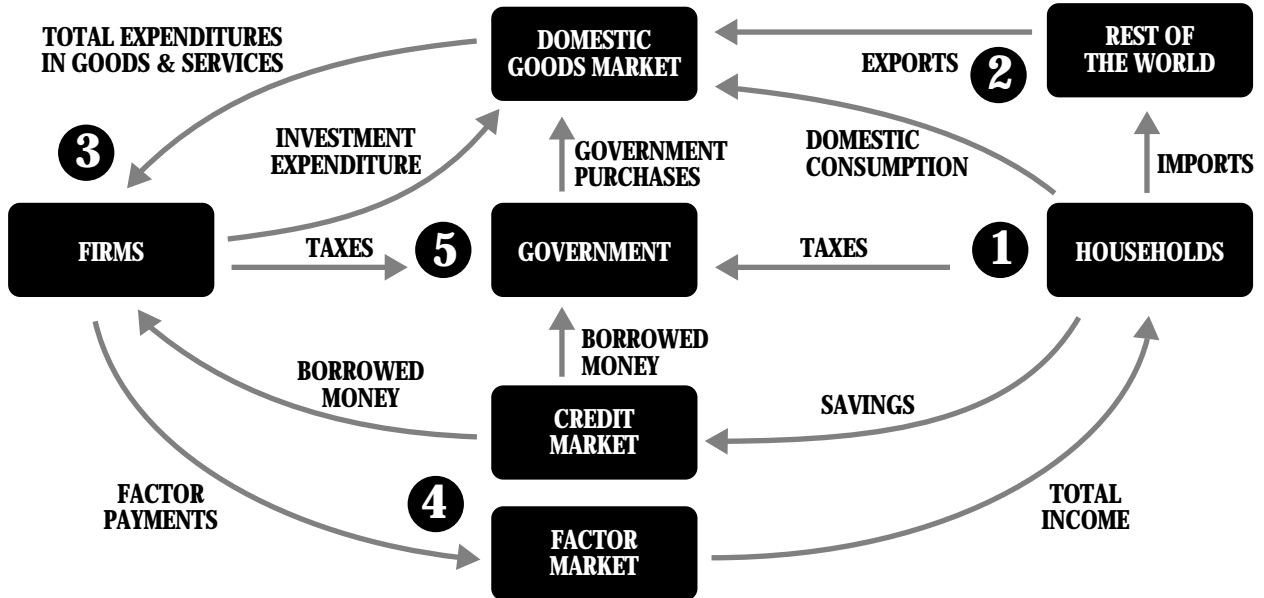 TOTAL EXPENDITURES
IN GOODS & SERVICES
DOMESTIC
GOODS MARKET
EXPORTS
2
REST OF
THE WORLD
3
INVESTMENT
EXPENDITURE
GOVERNMENT
PURCHASES
DOMESTIC
CONSUMPTION
IMPORTS
FIRMS
TAXES
5
GOVERNMENT
TAXES
1
HOUSEHOLDS
BORROWED
MONEY
BORROWED
MONEY
CREDIT
MARKET
SAVINGS
FACTOR
PAYMENTS
4
FACTOR
MARKET
TOTAL
INCOME